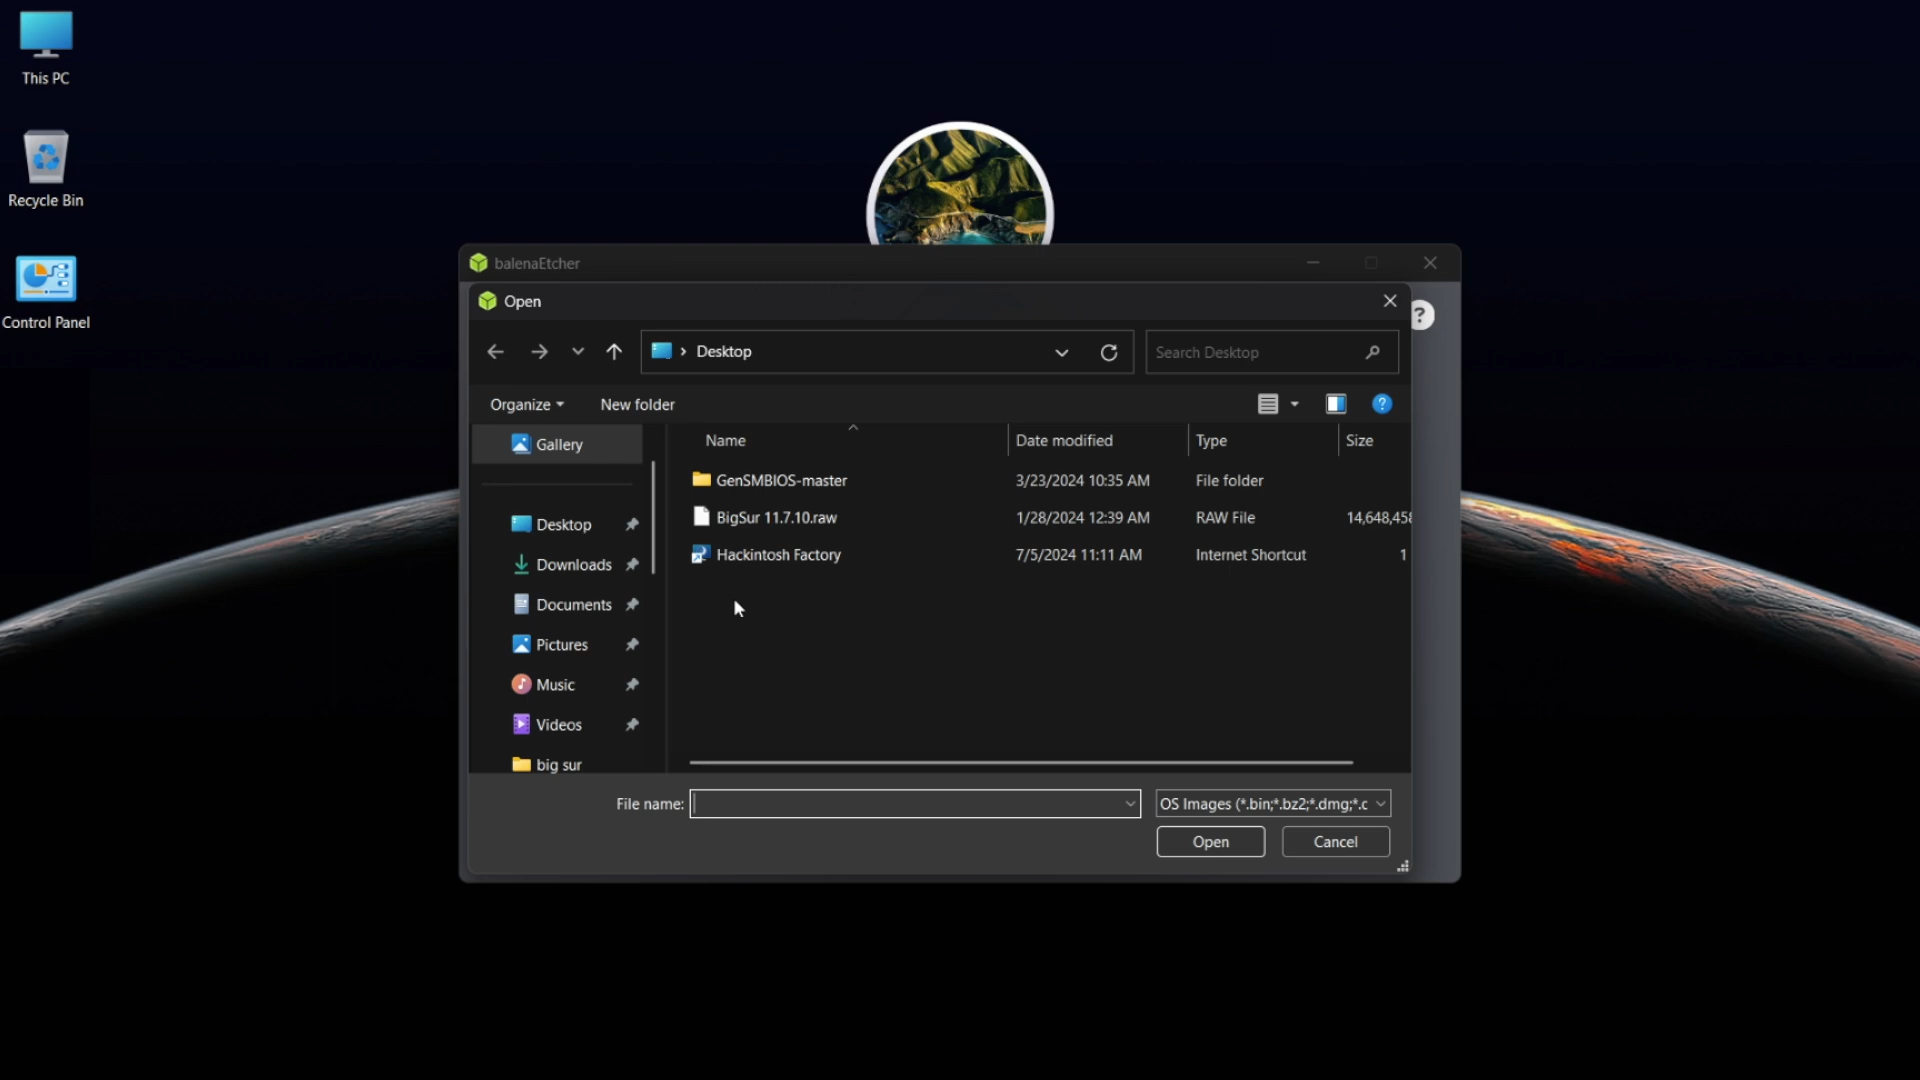 This PC
Recycle Bin
Control Panel
balenaEtcher
Open
?
Desktop
Search Desktop
Organize
New folder
?
Gallery
Desktop
Downloads
Documents
Pictures
Music
Videos
big sur
Name Date modified Type Size
GenSMBIOS-master 3/23/2024 10:35 AM File folder
BigSur 11.7.10.raw 1/28/2024 12:39 AM RAW File 14,648,458
Hackintosh Factory 7/5/2024 11:11 AM Internet Shortcut 1
File name: OS Images (*.bin;*.bz2;*.dmg;*.c
Open Cancel